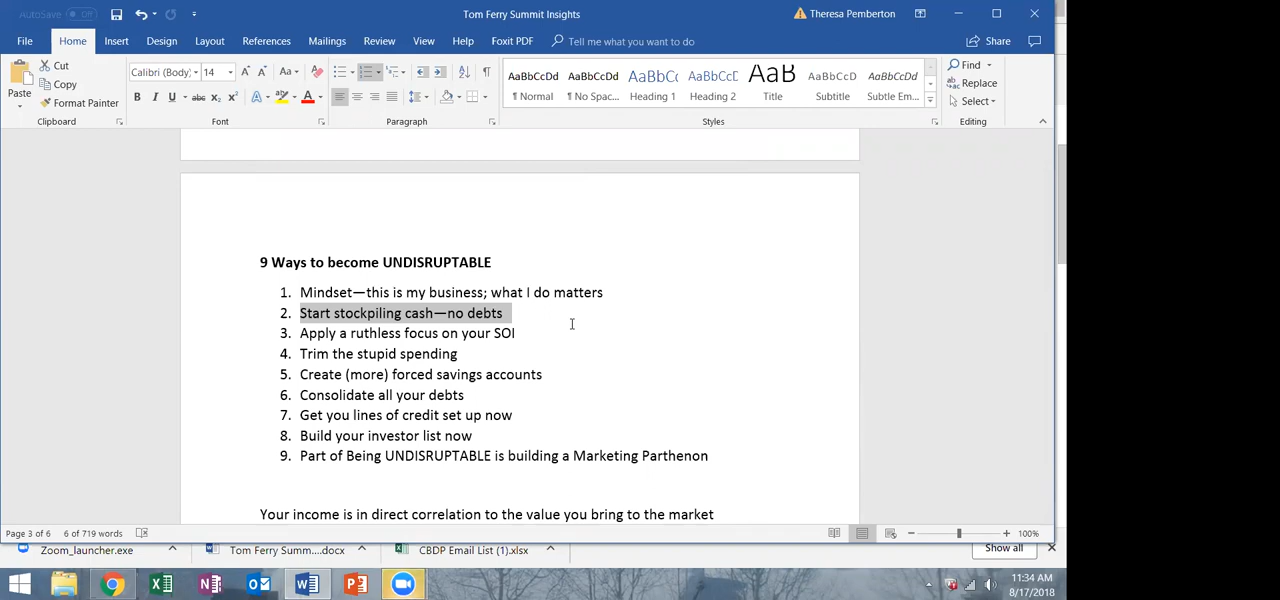 AutoSave Off
Tom Ferry Summit Insights
Theresa Pemberton
File Home Insert Design Layout References Mailings Review View Help Foxit PDF Tell me what you want to do Share
Paste
Cut
Copy
Format Painter
Calibri (Body) 14
Aa
B I U abc X₂ X² A A
AaBbCcDd AaBbCcDd AaBbCc AaBbCcD AaB AaBbCcD AaBbCcDd
¶ Normal ¶ No Spac... Heading 1 Heading 2 Title Subtitle Subtle Em...
Find
Replace
Select
Clipboard Font Paragraph Styles Editing
9 Ways to become UNDISRUPTABLE
1. Mindset—this is my business; what I do matters
2. Start stockpiling cash—no debts
3. Apply a ruthless focus on your SOI
4. Trim the stupid spending
5. Create (more) forced savings accounts
6. Consolidate all your debts
7. Get you lines of credit set up now
8. Build your investor list now
9. Part of Being UNDISRUPTABLE is building a Marketing Parthenon
Your income is in direct correlation to the value you bring to the market
Page 3 of 6 6 of 719 words 100%
Zoom_launcher.exe Tom Ferry Summ....docx CBDP Email List (1).xlsx Show all
11:34 AM
8/17/2018